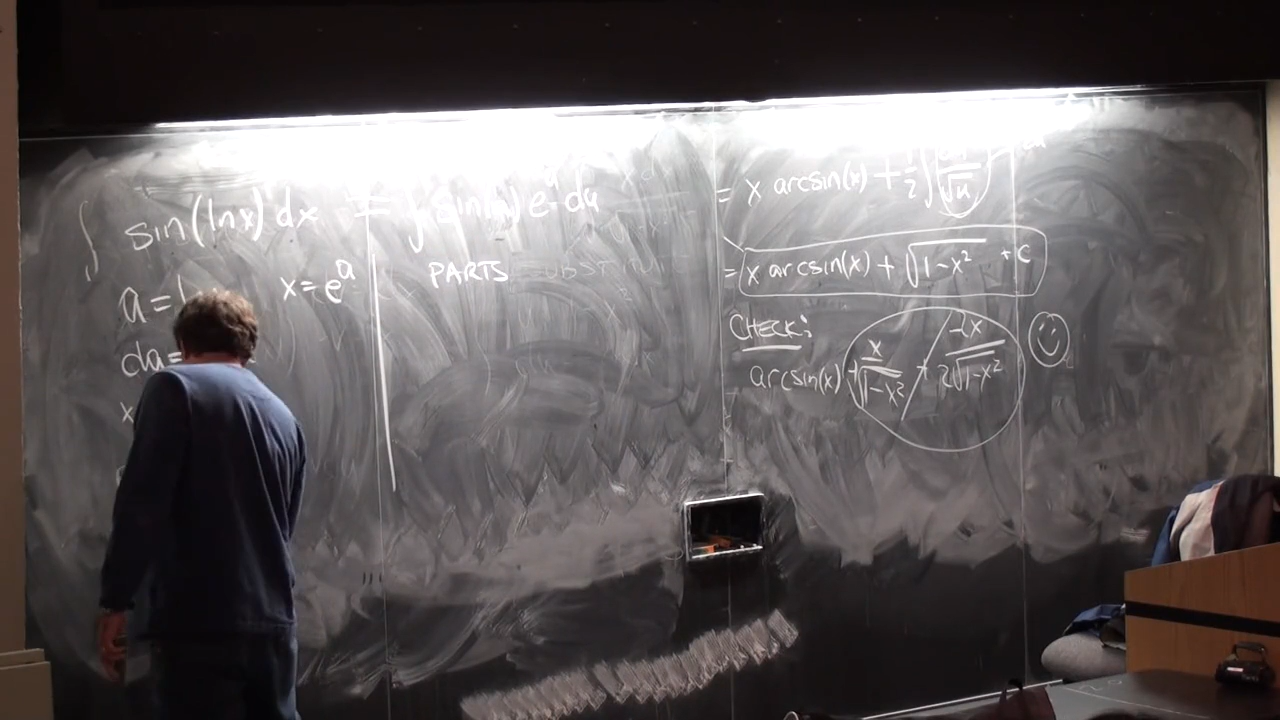 ∫ sin(ln x) dx = ∫ sin(u) e^u du
a =
x = e^a
da =
x
PARTS
= x arcsin(x) + 1/2 ∫ du/√u
= x arcsin(x) + √(1-x²) + c
CHECK:
arcsin(x) + x/√(1-x²) + -2x/(2√(1-x²))